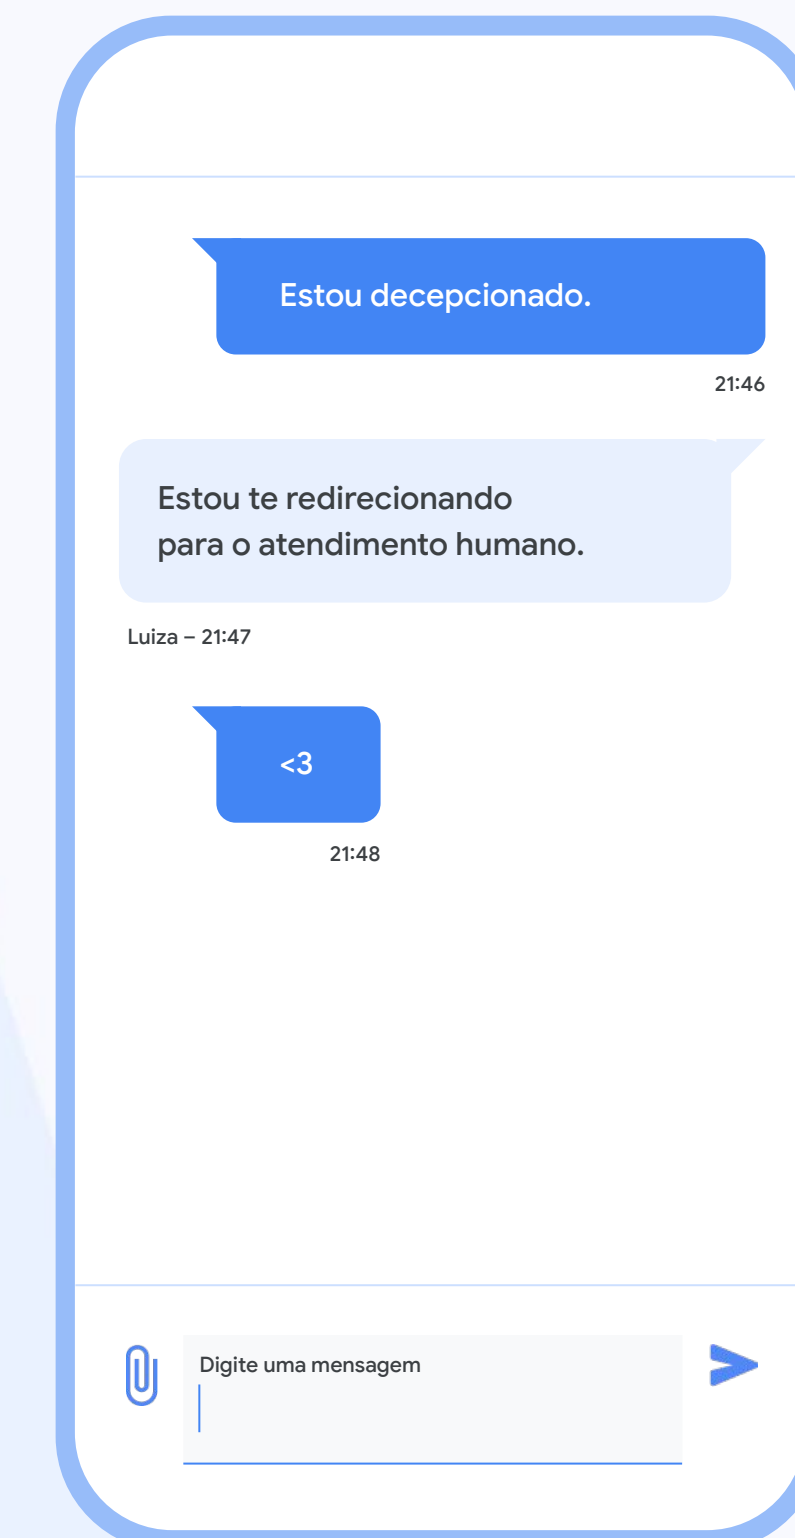 Estou decepcionado.
21:46
Estou te redirecionando
para o atendimento humano.
Luiza – 21:47
<3
21:48
Digite uma mensagem